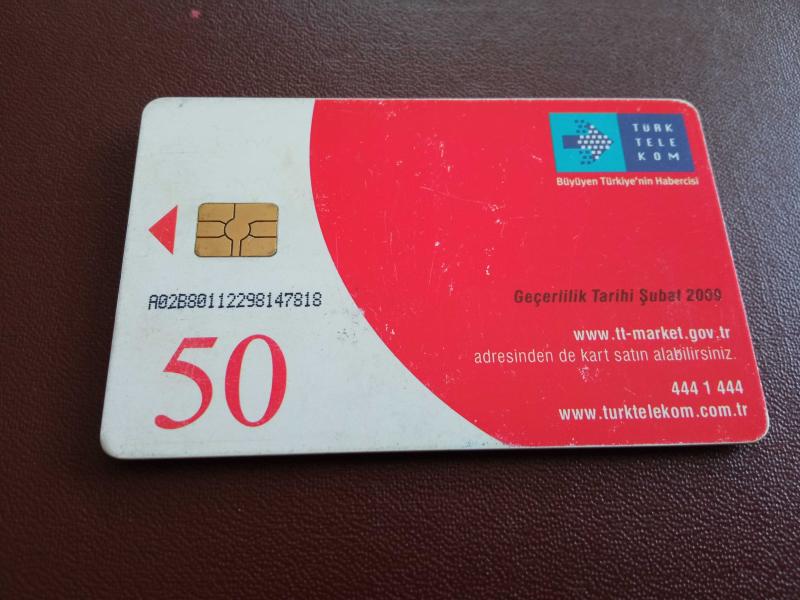 TÜRK
TELE
KOM
Büyüyen Türkiye'nin Habercisi
A02B80112298147818
Geçerlilik Tarihi Şubat 2009
50
www.tt-market.gov.tr
adresinden de kart satın alabilirsiniz.
444 1 444
www.turktelekom.com.tr